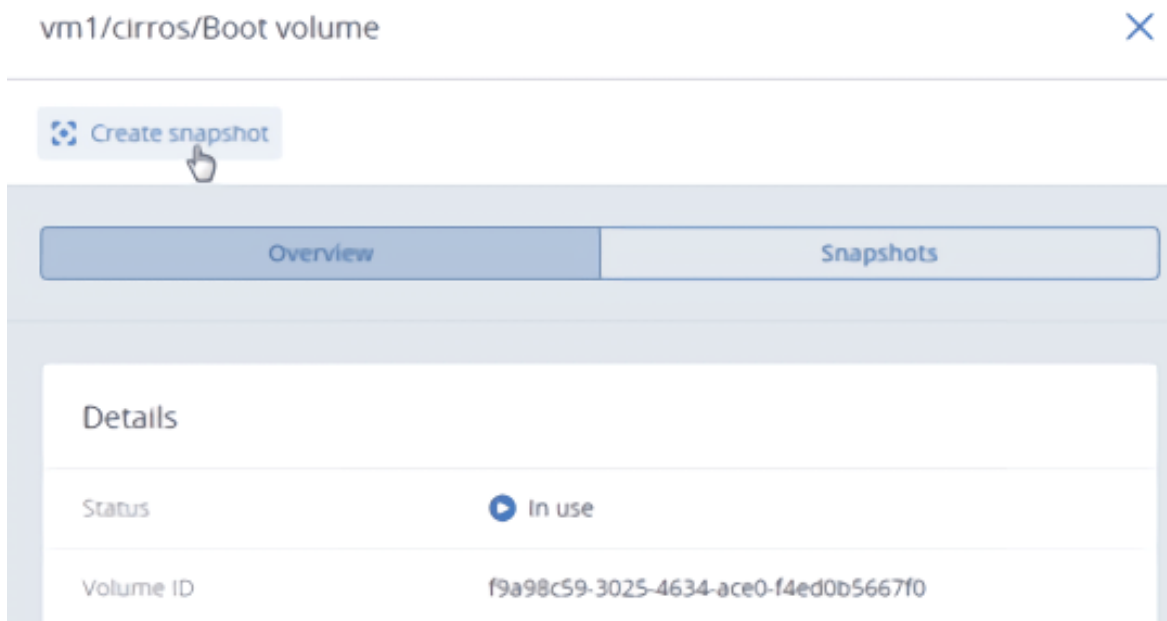 vm1/cirros/Boot volume
Create snapshot
Overview Snapshots
Details
Status In use
Volume ID f9a98c59-3025-4634-ace0-f4ed0b5667f0